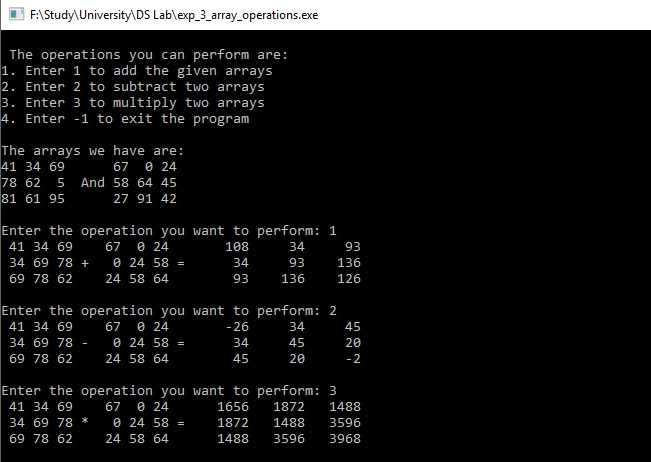 F:\Study\University\DS Lab\exp_3_array_operations.exe
The operations you can perform are:
1. Enter 1 to add the given arrays
2. Enter 2 to subtract two arrays
3. Enter 3 to multiply two arrays
4. Enter -1 to exit the program
The arrays we have are:
41 34 69      67  0 24
78 62  5  And 58 64 45
81 61 95      27 91 42
Enter the operation you want to perform: 1
 41 34 69    67  0 24       108     34     93
 34 69 78 +   0 24 58 =      34     93    136
 69 78 62    24 58 64        93    136    126
Enter the operation you want to perform: 2
 41 34 69    67  0 24       -26     34     45
 34 69 78 -   0 24 58 =      34     45     20
 69 78 62    24 58 64        45     20     -2
Enter the operation you want to perform: 3
 41 34 69    67  0 24      1656   1872   1488
 34 69 78 *   0 24 58 =    1872   1488   3596
 69 78 62    24 58 64      1488   3596   3968